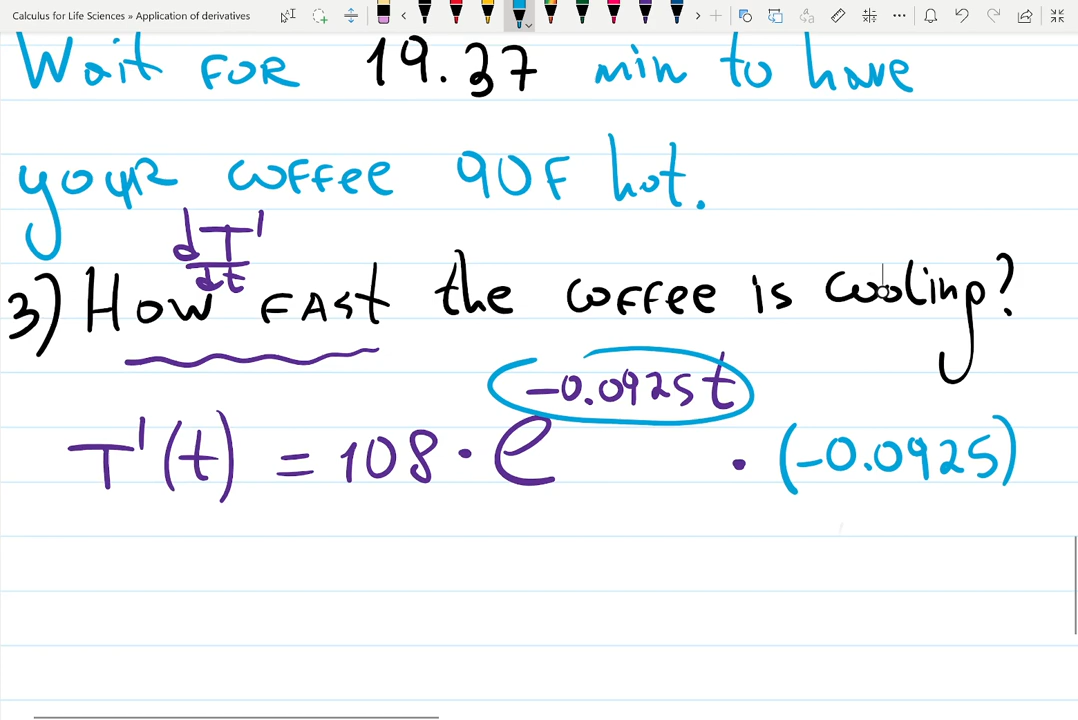 Calculus for Life Sciences » Application of derivatives
Wait FOR 19.37 min to have
your coffee 90F hot.
dT'
dt
3) HOW FAST the coffee is cooling?
T'(t) = 108 · e^{-0.0925t} · (-0.0925)